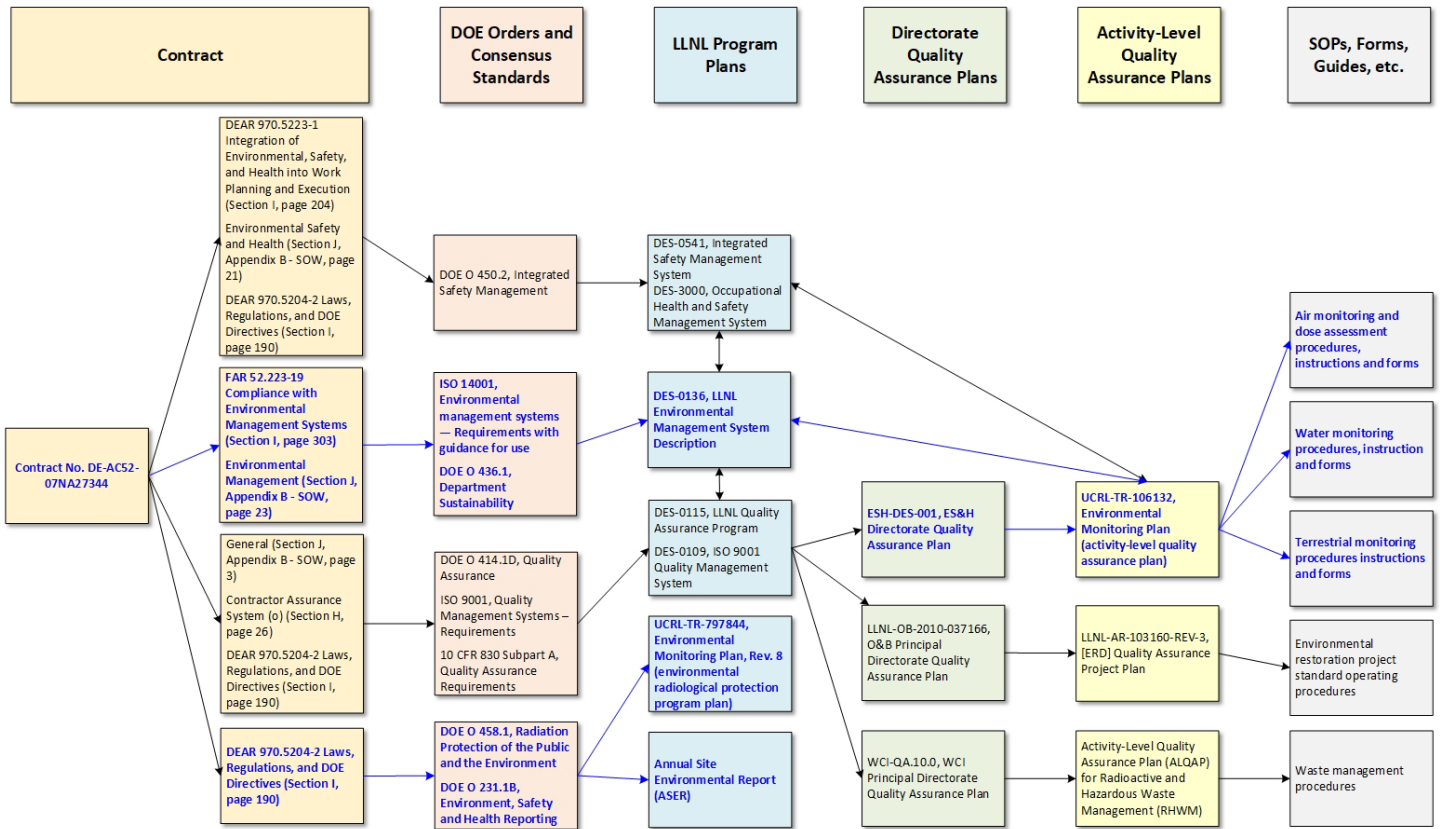 Contract
DOE Orders and
Consensus
Standards
LLNL Program
Plans
Directorate
Quality
Assurance Plans
Activity-Level
Quality
Assurance Plans
SOPs, Forms,
Guides, etc.
Contract No. DE-AC52-
07NA27344
DEAR 970.5223-1
Integration of
Environmental, Safety,
and Health into Work
Planning and Execution
(Section I, page 204)
Environmental Safety
and Health (Section J,
Appendix B - SOW, page
21)
DEAR 970.5204-2 Laws,
Regulations, and DOE
Directives (Section I,
page 190)
FAR 52.223-19
Compliance with
Environmental
Management Systems
(Section I, page 303)
Environmental
Management (Section J,
Appendix B - SOW,
page 23)
General (Section J,
Appendix B - SOW, page
3)
Contractor Assurance
System (o) (Section H,
page 26)
DEAR 970.5204-2 Laws,
Regulations, and DOE
Directives (Section I,
page 190)
DEAR 970.5204-2 Laws,
Regulations, and DOE
Directives (Section I,
page 190)
DOE O 450.2, Integrated
Safety Management
ISO 14001,
Environmental
management systems
— Requirements with
guidance for use
DOE O 436.1,
Department
Sustainability
DOE O 414.1D, Quality
Assurance
ISO 9001, Quality
Management Systems –
Requirements
10 CFR 830 Subpart A,
Quality Assurance
Requirements
DOE O 458.1, Radiation
Protection of the Public
and the Environment
DOE O 231.1B,
Environment, Safety
and Health Reporting
DES-0541, Integrated
Safety Management
System
DES-3000, Occupational
Health and Safety
Management System
DES-0136, LLNL
Environmental
Management System
Description
DES-0115, LLNL Quality
Assurance Program
DES-0109, ISO 9001
Quality Management
System
UCRL-TR-797844,
Environmental
Monitoring Plan, Rev. 8
(environmental
radiological protection
program plan)
Annual Site
Environmental Report
(ASER)
ESH-DES-001, ES&H
Directorate Quality
Assurance Plan
LLNL-OB-2010-037166,
O&B Principal
Directorate Quality
Assurance Plan
WCI-QA.10.0, WCI
Principal Directorate
Quality Assurance Plan
UCRL-TR-106132,
Environmental
Monitoring Plan
(activity-level quality
assurance plan)
LLNL-AR-103160-REV-3,
[ERD] Quality Assurance
Project Plan
Activity-Level Quality
Assurance Plan (ALQAP)
for Radioactive and
Hazardous Waste
Management (RHWM)
Air monitoring and
dose assessment
procedures,
instructions and forms
Water monitoring
procedures, instruction
and forms
Terrestrial monitoring
procedures instructions
and forms
Environmental
restoration project
standard operating
procedures
Waste management
procedures